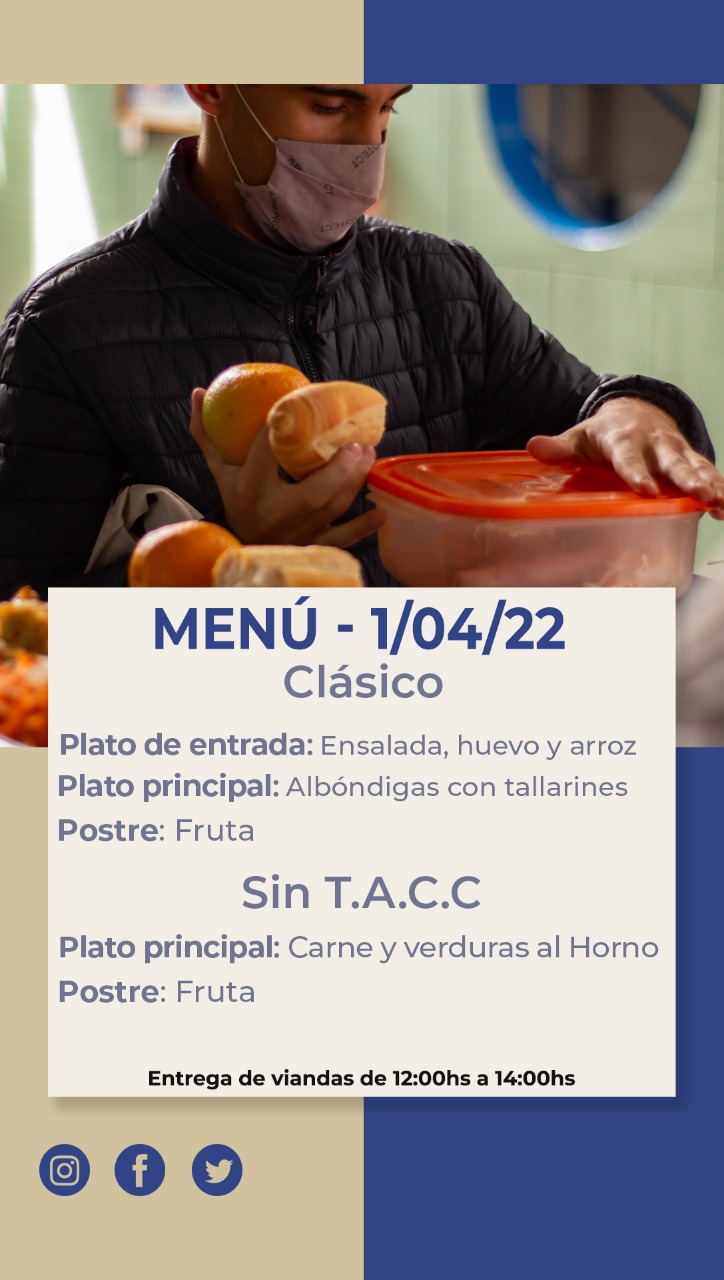 MENÚ - 1/04/22
Clásico
Plato de entrada: Ensalada, huevo y arroz
Plato principal: Albóndigas con tallarines
Postre: Fruta
Sin T.A.C.C
Plato principal: Carne y verduras al Horno
Postre: Fruta
Entrega de viandas de 12:00hs a 14:00hs